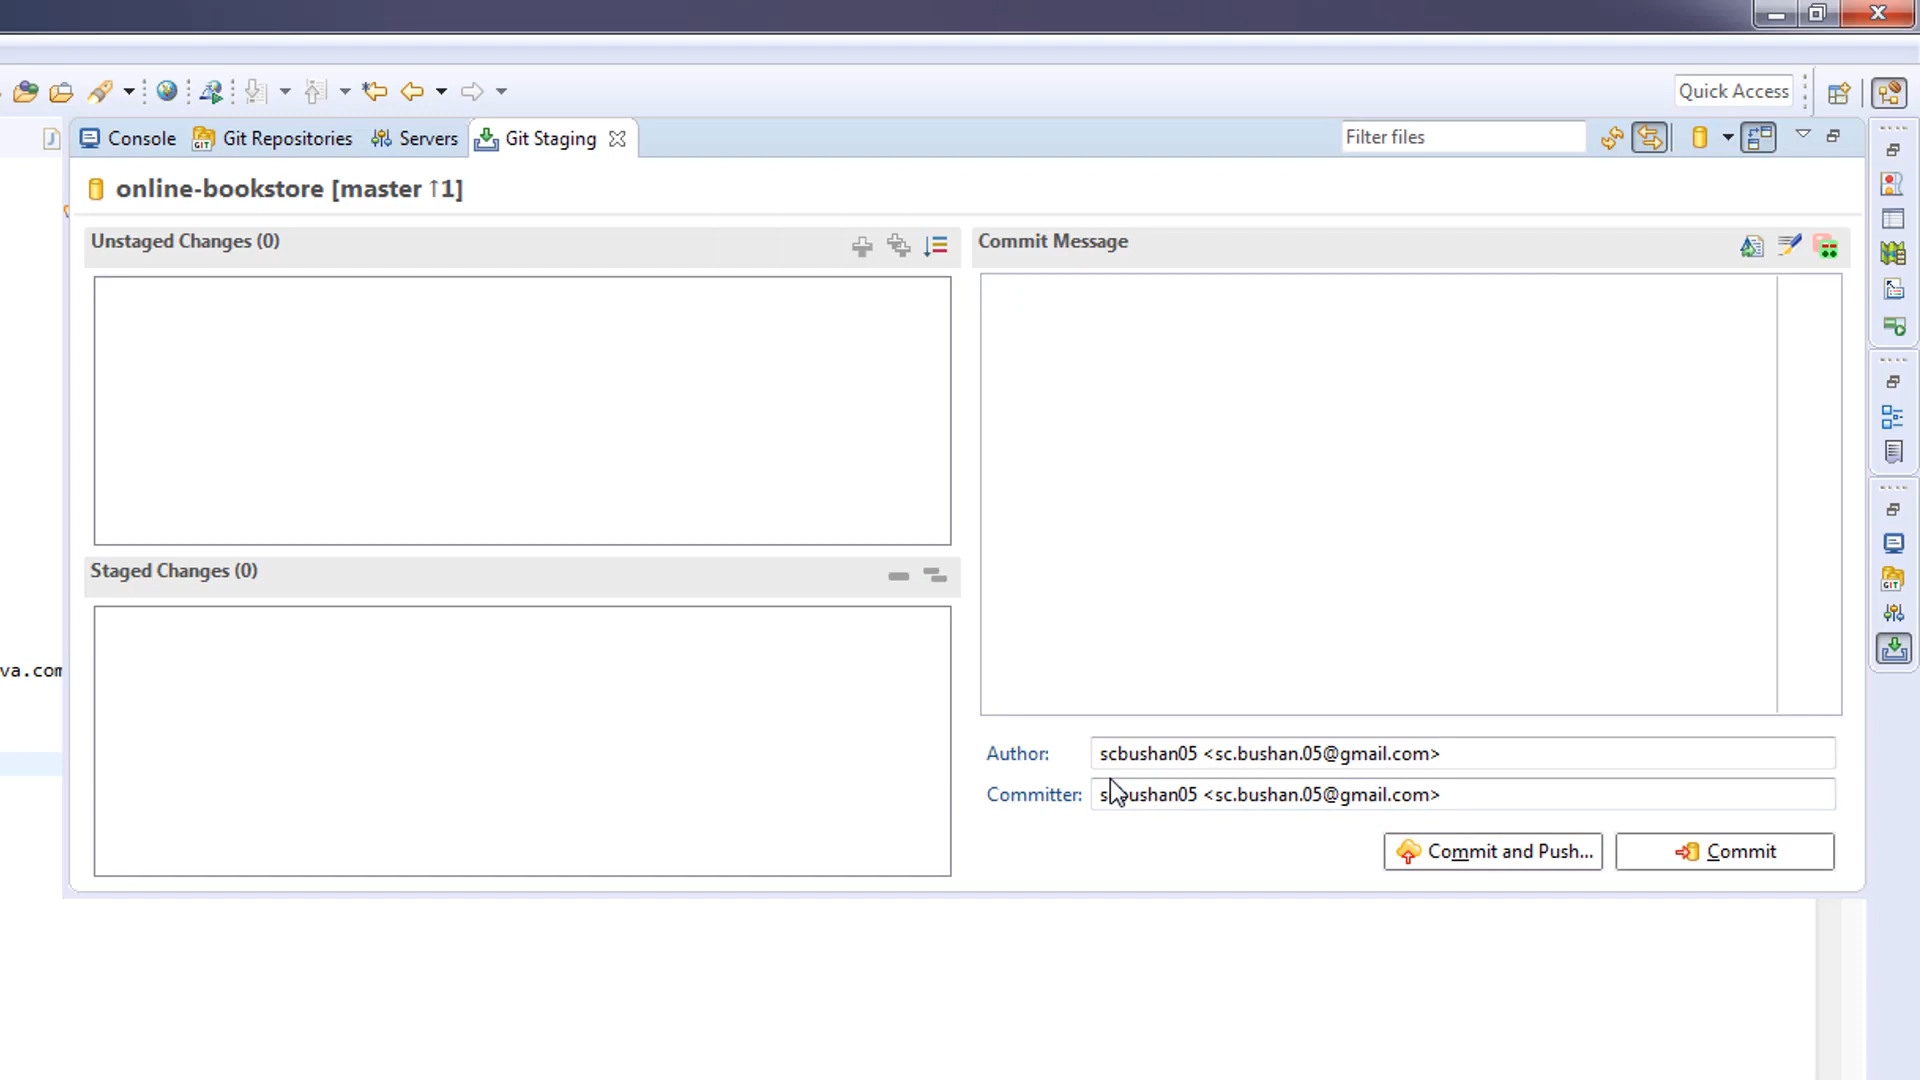 Quick Access
Console
Git Repositories
Servers
Git Staging
Filter files
online-bookstore [master ↑1]
Unstaged Changes (0)
Commit Message
Staged Changes (0)
va.com
Author:
scbushan05 <sc.bushan.05@gmail.com>
Committer:
scbushan05 <sc.bushan.05@gmail.com>
Commit and Push...
Commit